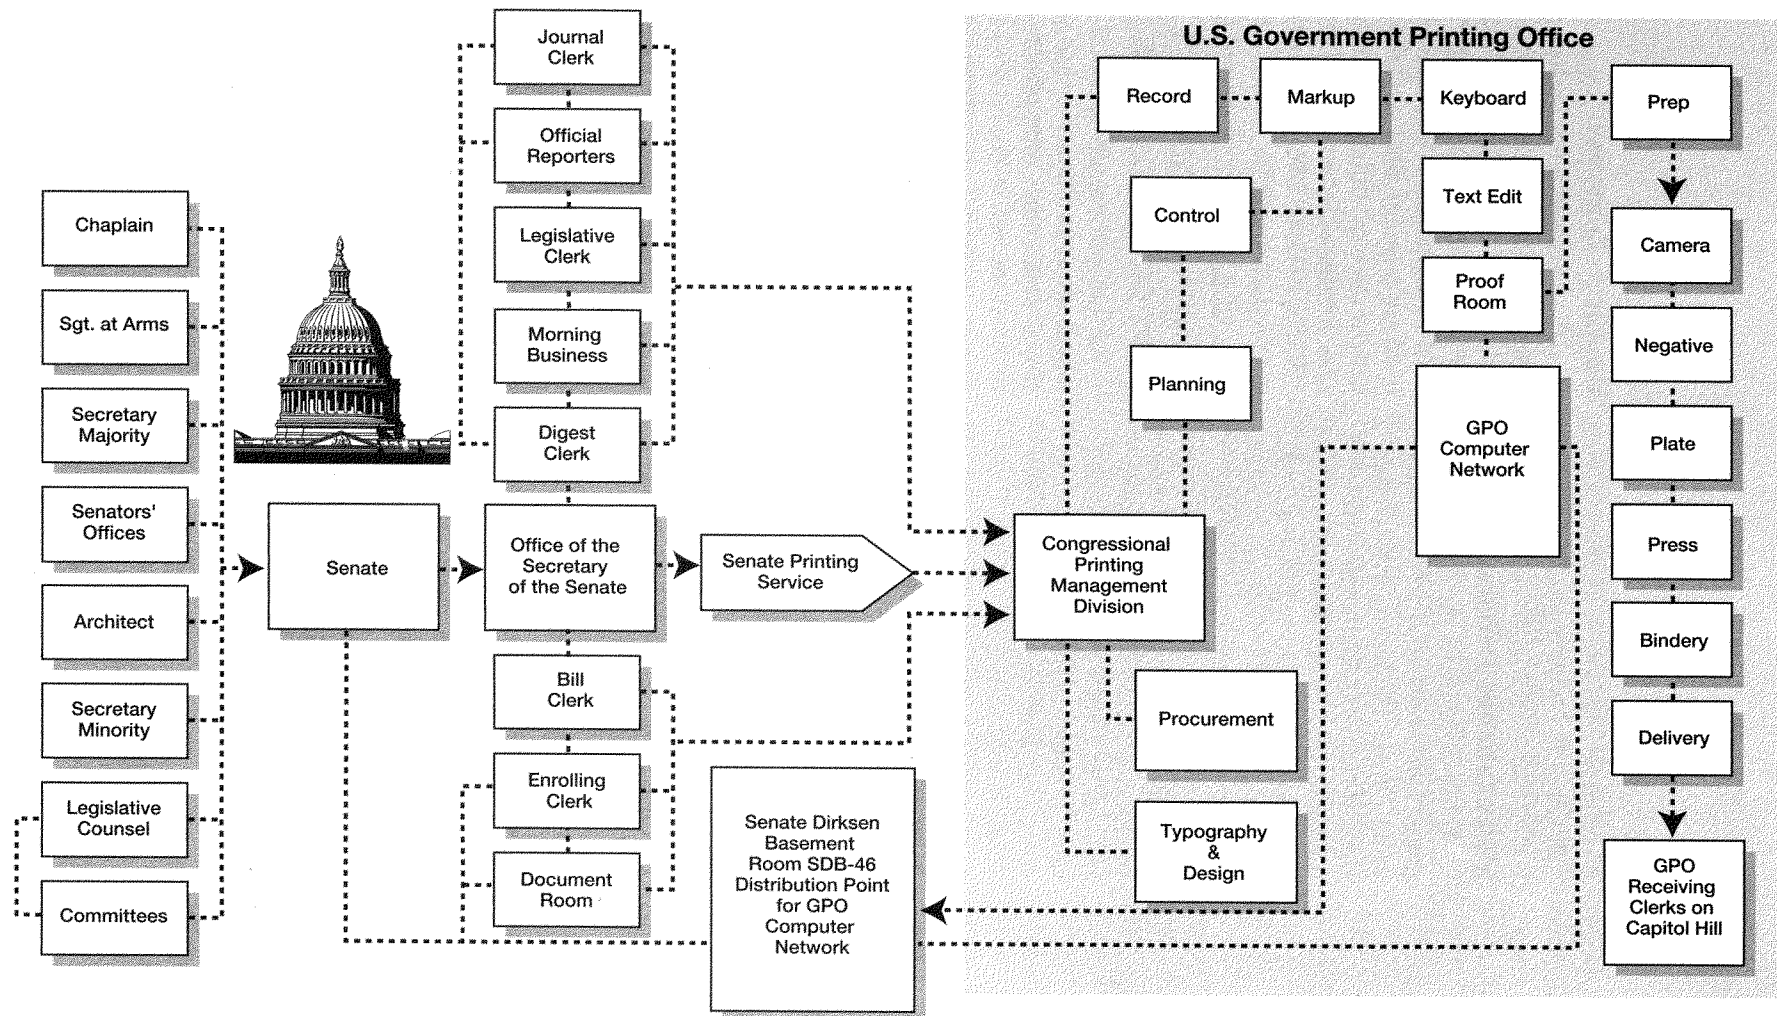 U.S. Government Printing Office
Journal
Clerk
Official
Reporters
Legislative
Clerk
Morning
Business
Digest
Clerk
Chaplain
Sgt. at Arms
Secretary
Majority
Senators'
Offices
Architect
Secretary
Minority
Legislative
Counsel
Committees
Senate
Office of the
Secretary
of the Senate
Senate Printing
Service
Bill
Clerk
Enrolling
Clerk
Document
Room
Senate Dirksen
Basement
Room SDB-46
Distribution Point
for GPO
Computer
Network
Record
Markup
Keyboard
Control
Text Edit
Planning
Proof
Room
GPO
Computer
Network
Congressional
Printing
Management
Division
Procurement
Typography
&
Design
Prep
Camera
Negative
Plate
Press
Bindery
Delivery
GPO
Receiving
Clerks on
Capitol Hill